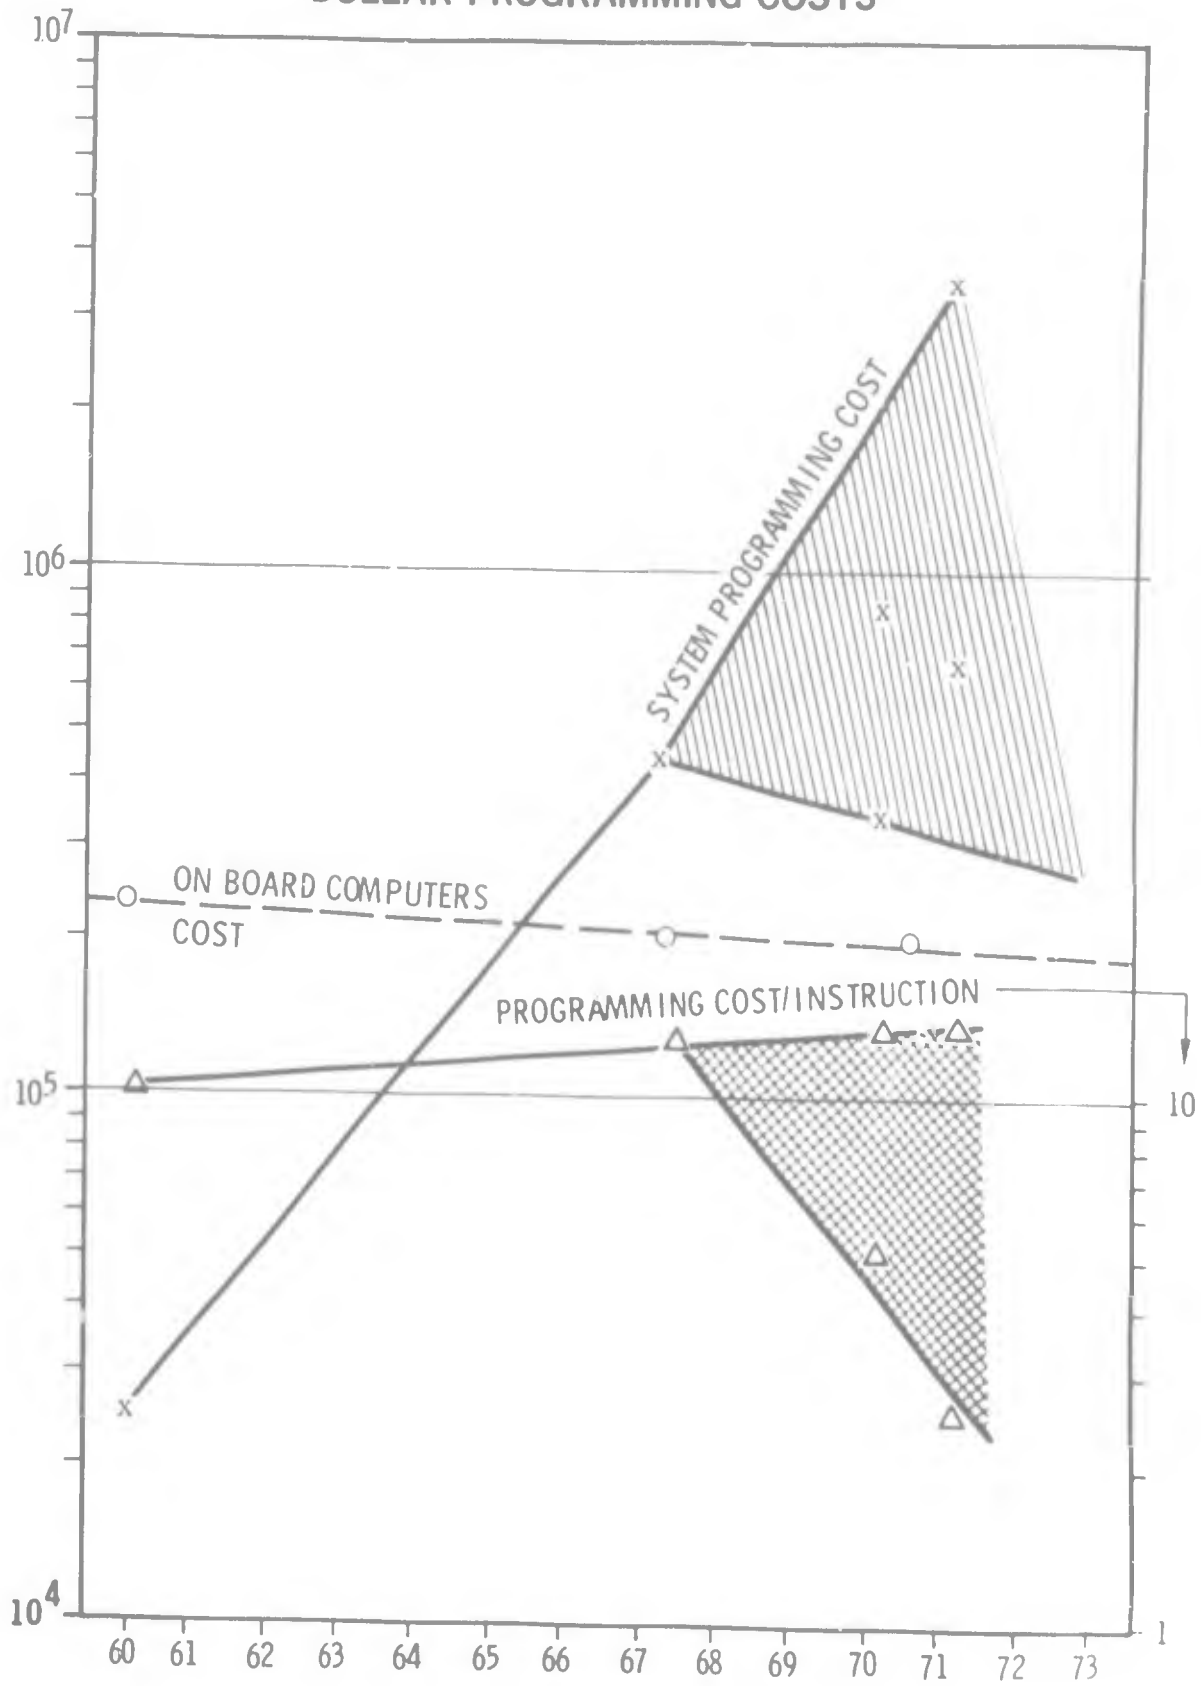 DOLLAR PROGRAMMING COSTS
10⁷
10⁶
10⁵
10⁴
SYSTEM PROGRAMMING COST
ON BOARD COMPUTERS
COST
PROGRAMMING COST/INSTRUCTION
10
1
60 61 62 63 64 65 66 67 68 69 70 71 72 73